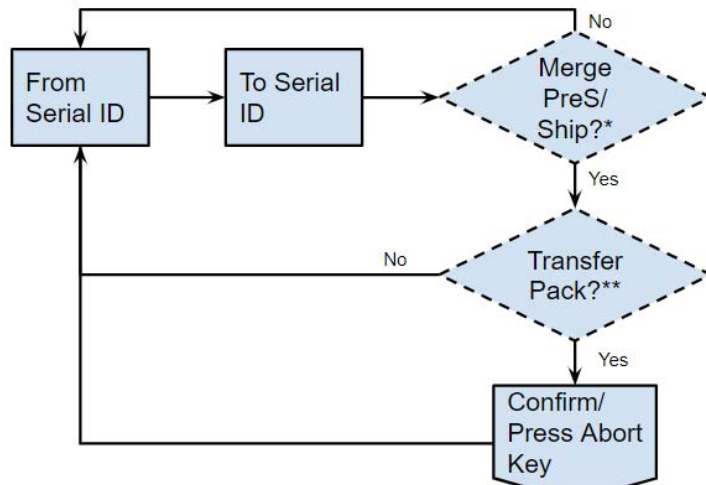 No
From
Serial ID
To Serial
ID
Merge
PreS/
Ship?*
Yes
No
Transfer
Pack?**
Yes
Confirm/
Press Abort
Key